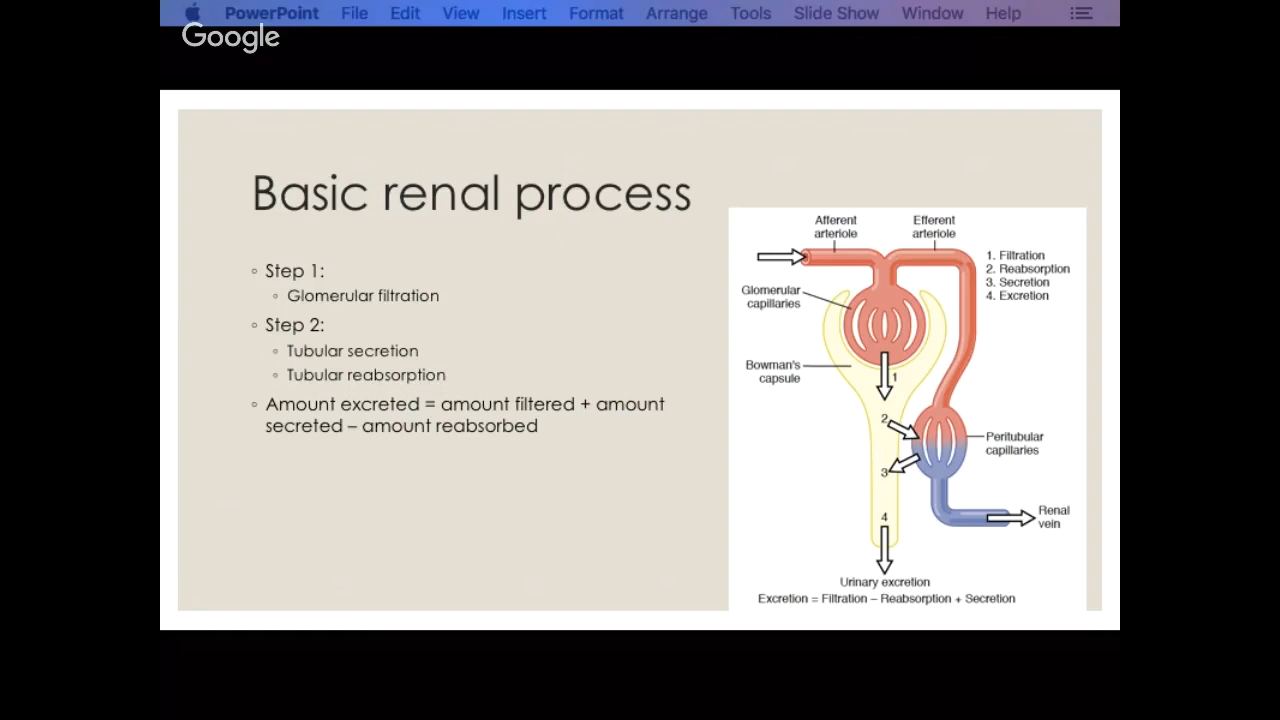 PowerPoint File Edit View Insert Format Arrange Tools Slide Show Window Help
Google
Basic renal process
◦ Step 1:
◦ Glomerular filtration
◦ Step 2:
◦ Tubular secretion
◦ Tubular reabsorption
◦ Amount excreted = amount filtered + amount
secreted – amount reabsorbed
Afferent
arteriole
Efferent
arteriole
1. Filtration
2. Reabsorption
3. Secretion
4. Excretion
Glomerular
capillaries
Bowman's
capsule
1
2
3
4
Peritubular
capillaries
Renal
vein
Urinary excretion
Excretion = Filtration – Reabsorption + Secretion